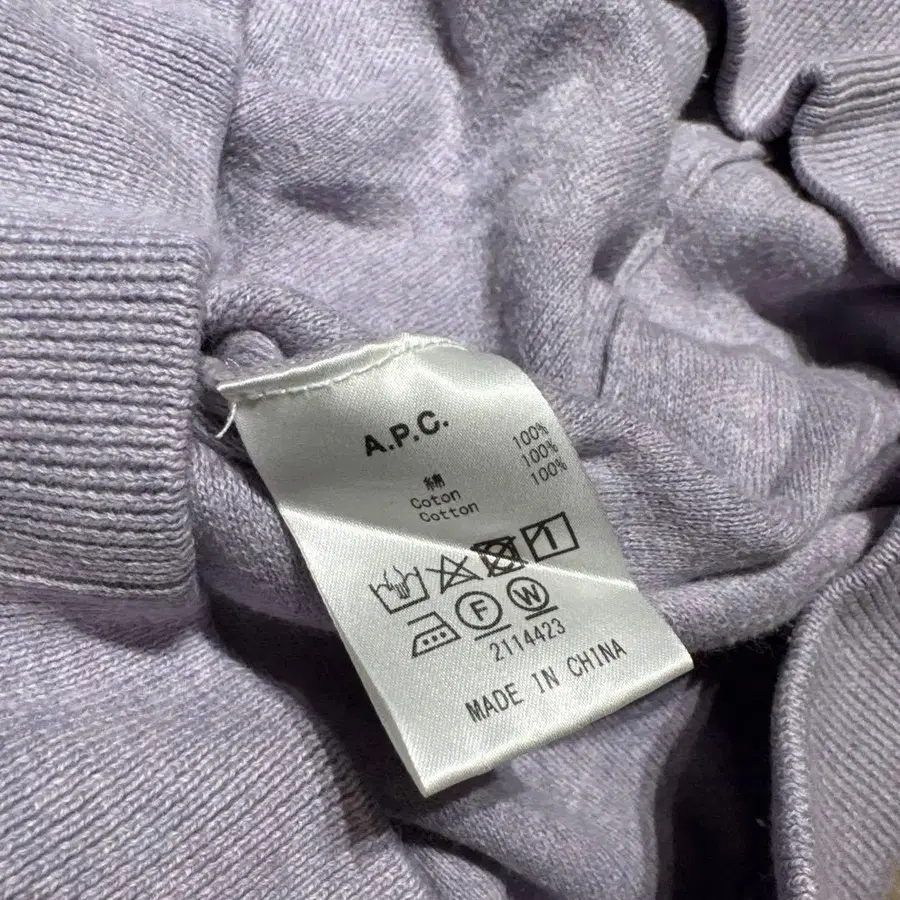 A.P.C.
綿 100%
Coton 100%
Cotton 100%
F W
2114423
MADE IN CHINA